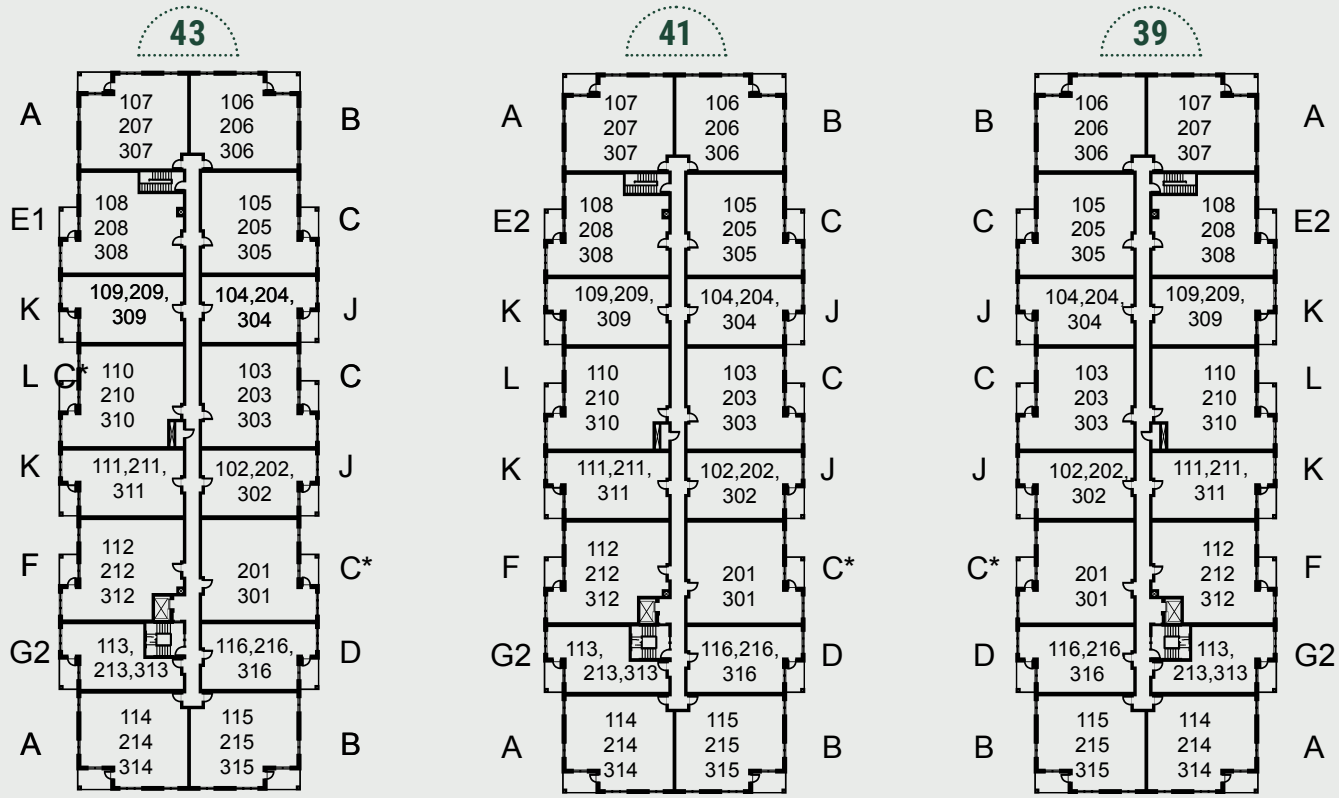 43
A
107
207
307
106
206
306
B
E1
108
208
308
105
205
305
C
K
109,209,
309
104,204,
304
J
L C*
110
210
310
103
203
303
C
K
111,211,
311
102,202,
302
J
F
112
212
312
201
301
C*
G2
113,
213,313
116,216,
316
D
A
114
214
314
115
215
315
B
41
A
107
207
307
106
206
306
B
E2
108
208
308
105
205
305
C
K
109,209,
309
104,204,
304
J
L
110
210
310
103
203
303
C
K
111,211,
311
102,202,
302
J
F
112
212
312
201
301
C*
G2
113,
213,313
116,216,
316
D
A
114
214
314
115
215
315
B
39
B
106
206
306
107
207
307
A
C
105
205
305
108
208
308
E2
J
104,204,
304
109,209,
309
K
C
103
203
303
110
210
310
L
J
102,202,
302
111,211,
311
K
C*
201
301
112
212
312
F
D
116,216,
316
113,
213,313
G2
B
115
215
315
114
214
314
A